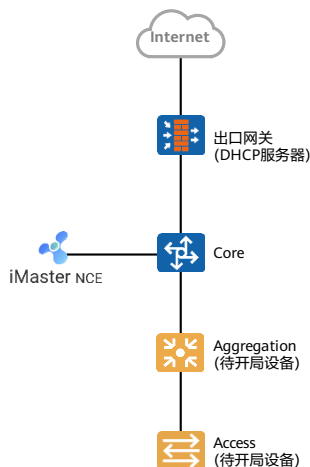 Internet
出口网关
(DHCP服务器)
Core
iMaster NCE
Aggregation
(待开局设备)
Access
(待开局设备)